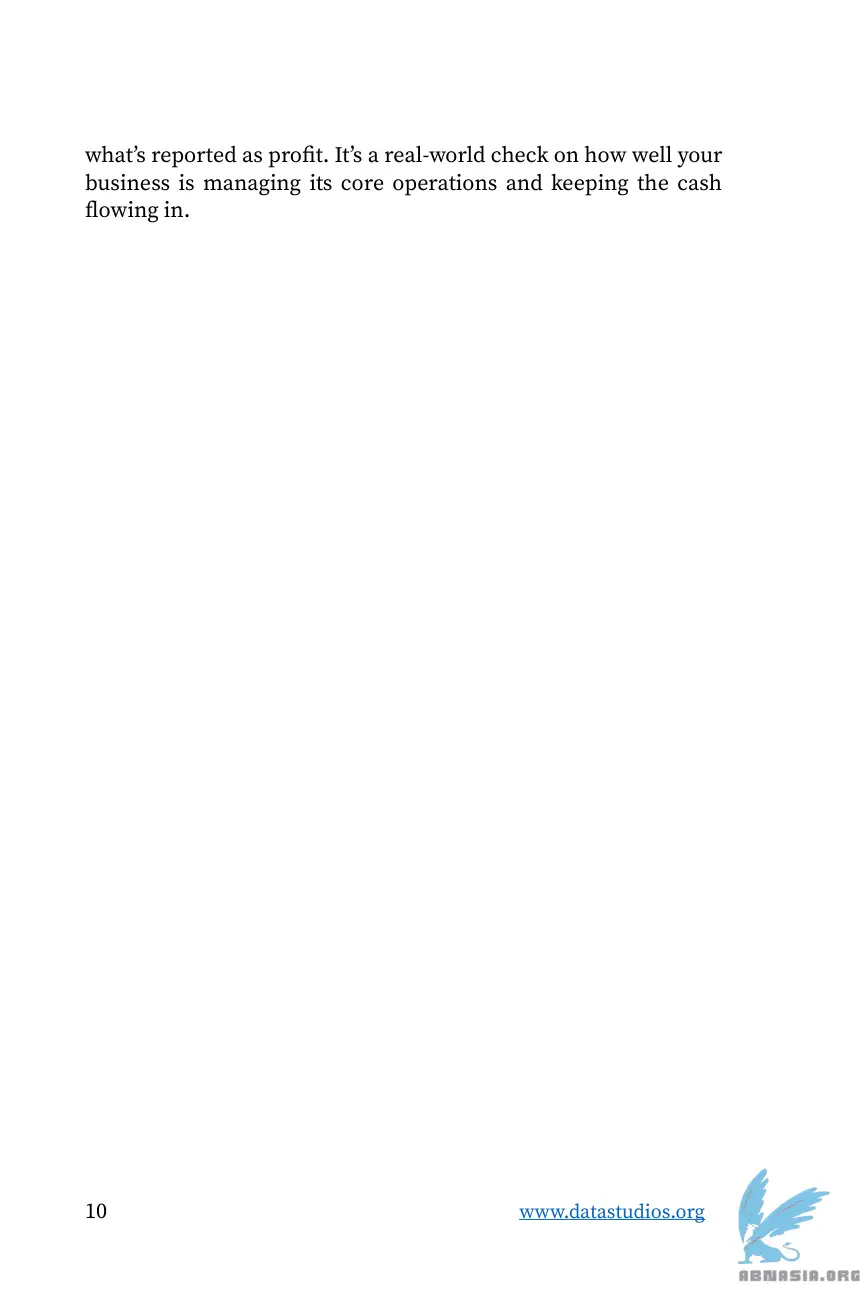 what’s reported as profit. It’s a real-world check on how well your
business is managing its core operations and keeping the cash
flowing in.
10
www.datastudios.org
ABNASIA.ORG